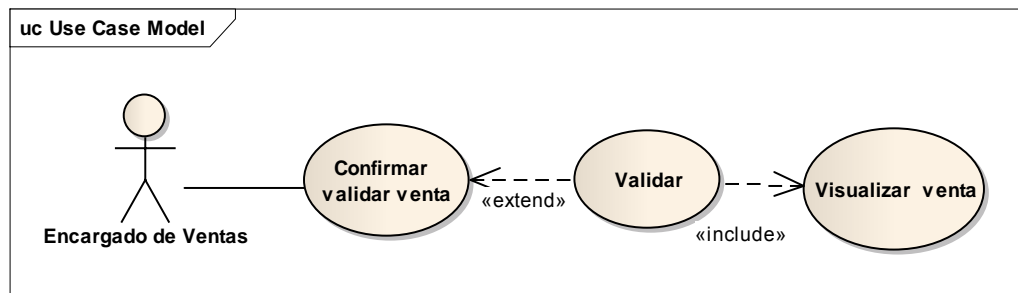 uc Use Case Model
Confirmar
validar venta
«extend»
Validar
«include»
Visualizar venta
Encargado de Ventas